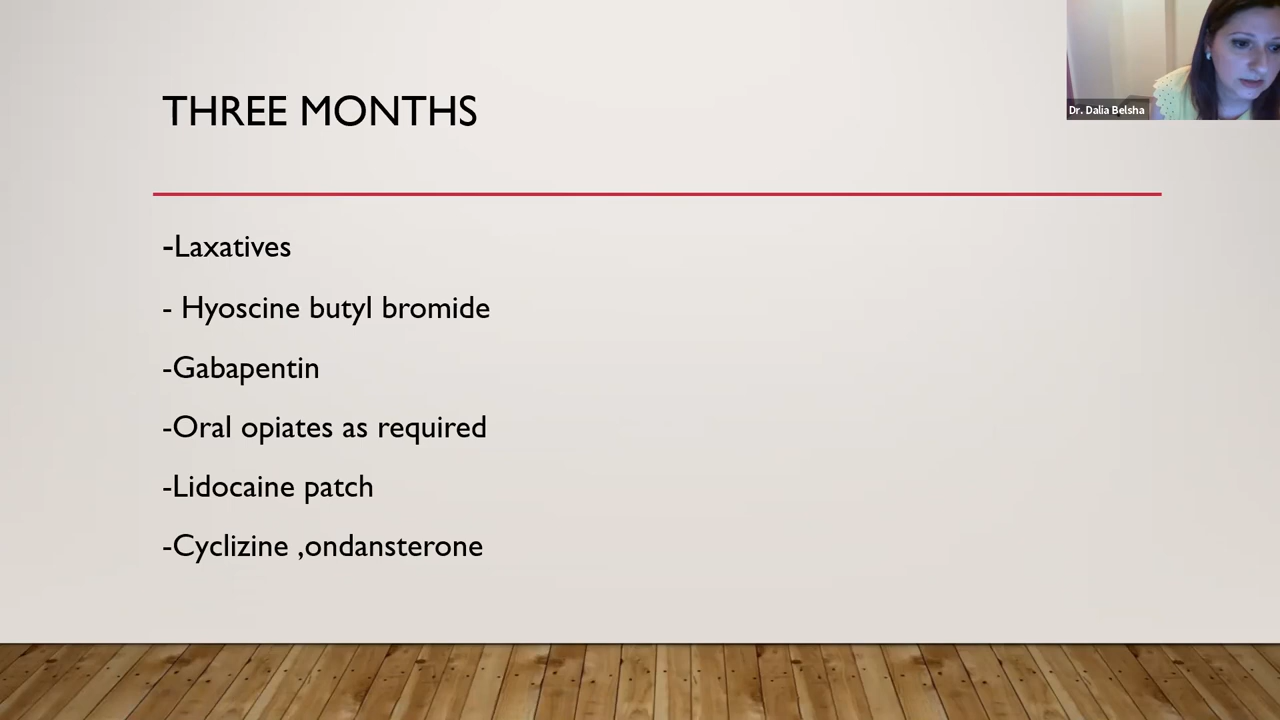 Dr. Dalia Belsha
THREE MONTHS
-Laxatives
- Hyoscine butyl bromide
-Gabapentin
-Oral opiates as required
-Lidocaine patch
-Cyclizine ,ondansterone